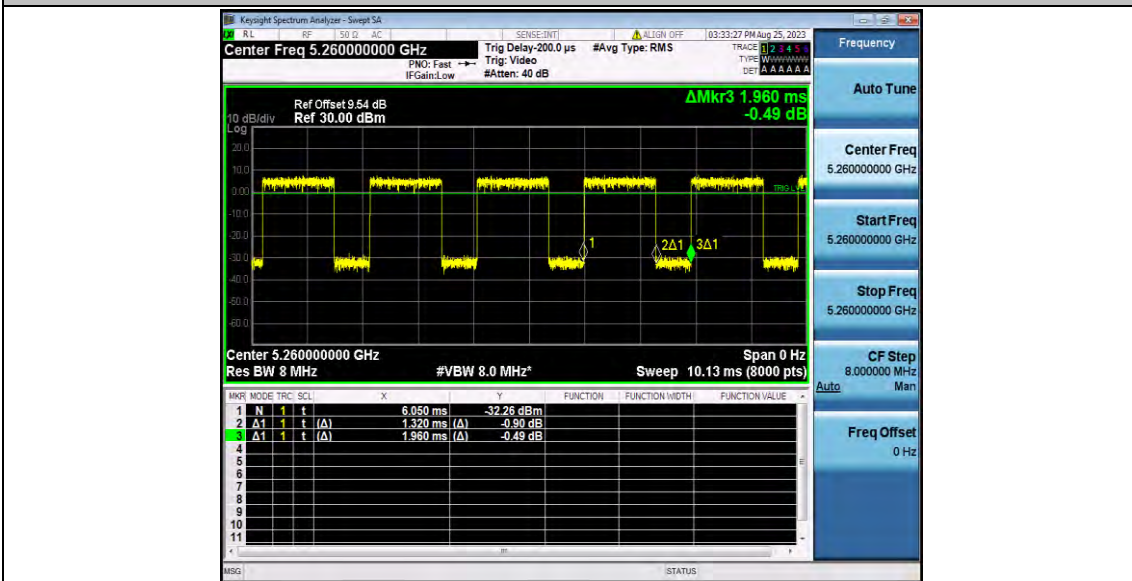 Keysight Spectrum Analyzer - Swept SA
RL RF 50 Ω AC SENSE:INT ALIGN OFF 03:33:27 PM Aug 25, 2023
Center Freq 5.260000000 GHz
Trig Delay-200.0 µs #Avg Type: RMS
TRACE 1 2 3 4 5 6
PNO: Fast Trig: Video
TYPE W
IFGain:Low #Atten: 40 dB
DET A A A A A A
Frequency
ΔMkr3 1.960 ms
-0.49 dB
Ref Offset 9.54 dB
10 dB/div Ref 30.00 dBm
Log
20.0
10.0
0.00
-10.0
-20.0
-30.0
-40.0
-50.0
-60.0
1
2Δ1
3Δ1
Center 5.260000000 GHz Span 0 Hz
Res BW 8 MHz #VBW 8.0 MHz* Sweep 10.13 ms (8000 pts)
MKR MODE TRC SCL X Y FUNCTION FUNCTION WIDTH FUNCTION VALUE
1 N 1 t 6.050 ms -32.26 dBm
2 Δ1 1 t (Δ) 1.320 ms (Δ) -0.90 dB
3 Δ1 1 t (Δ) 1.960 ms (Δ) -0.49 dB
4
5
6
7
8
9
10
11
MSG STATUS
Auto Tune
Center Freq
5.260000000 GHz
Start Freq
5.260000000 GHz
Stop Freq
5.260000000 GHz
CF Step
8.000000 MHz
Auto Man
Freq Offset
0 Hz